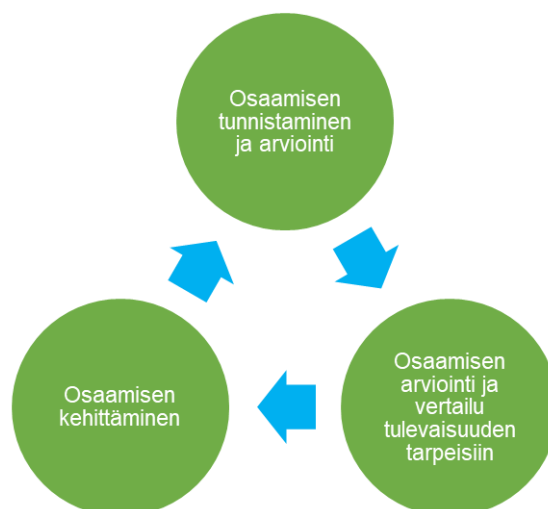 Osaamisen
tunnistaminen
ja arviointi
Osaamisen
arviointi ja
vertailu
tulevaisuuden
tarpeisiin
Osaamisen
kehittäminen